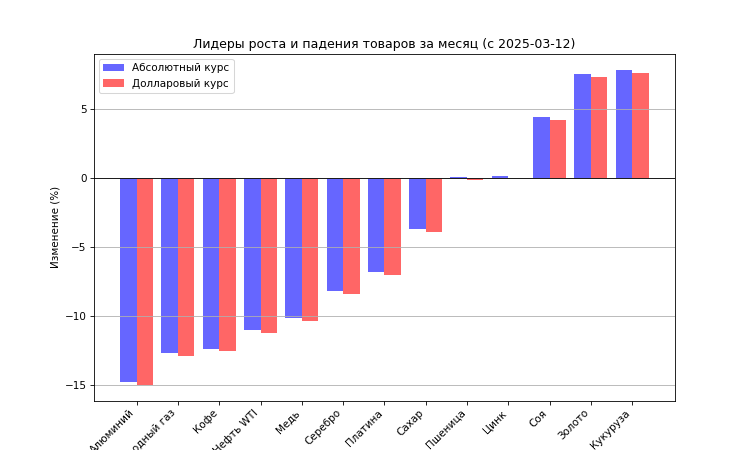 Лидеры роста и падения товаров за месяц (с 2025-03-12)
Абсолютный курс
Долларовый курс
Изменение (%)
5
0
−5
−10
−15
Алюминий
одный газ
Кофе
Нефть WTI
Медь
Серебро
Платина
Сахар
Пшеница
Цинк
Соя
Золото
Кукуруза